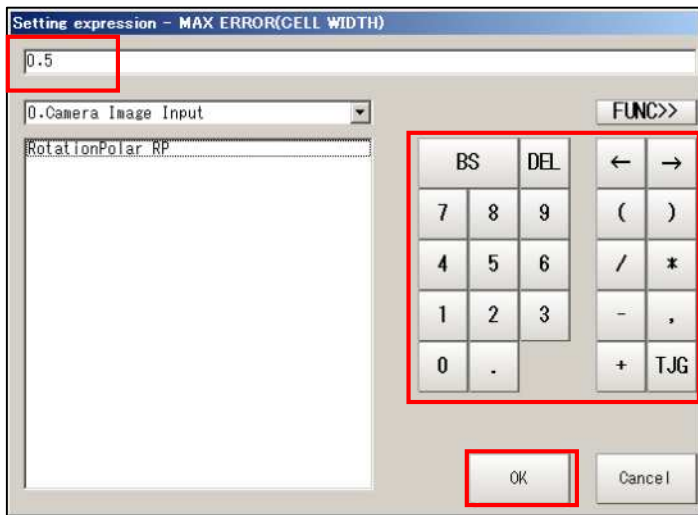 Setting expression - MAX ERROR(CELL WIDTH)
0.5
0.Camera Image Input
FUNC>>
RotationPolar RP
BS DEL ← →
7 8 9 ( )
4 5 6 / *
1 2 3 - ,
0 . + TJG
OK Cancel